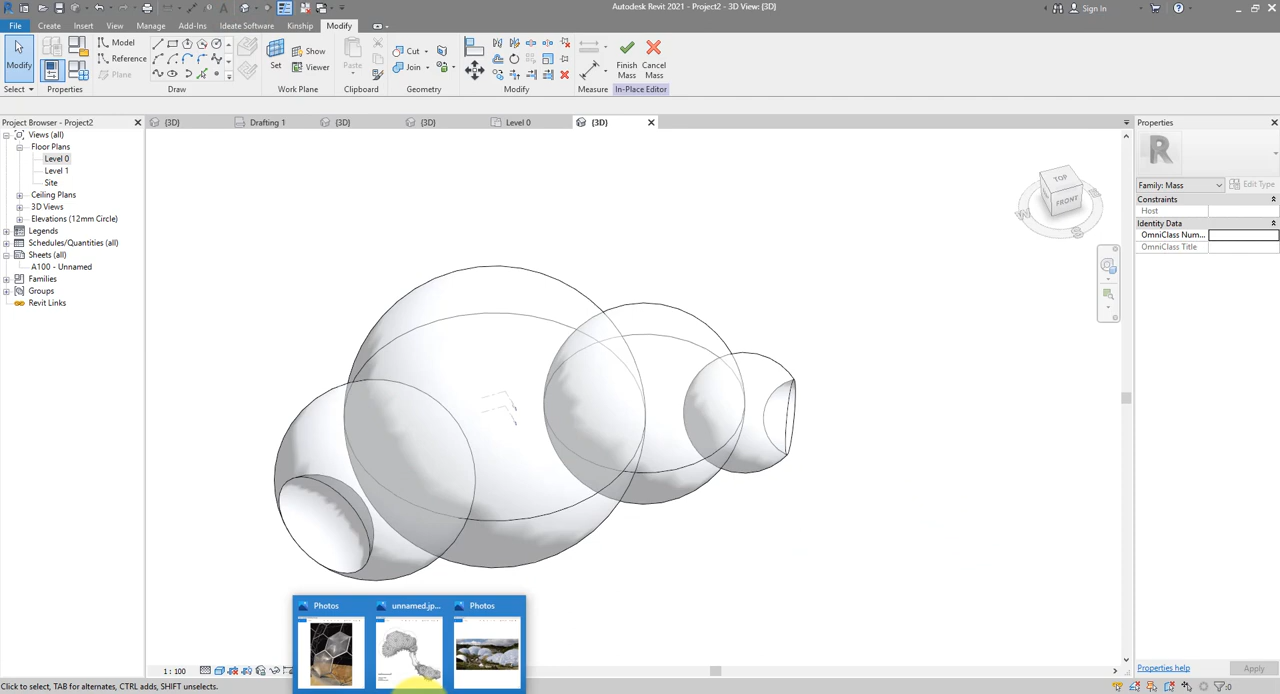 Autodesk Revit 2021 - Project2 - 3D View: {3D}
Sign In
File Create Insert View Manage Add-Ins Ideate Software Kinship Modify
Modify
Select
Properties
Model
Reference
Plane
Draw
Set
Show
Viewer
Work Plane
Paste
Clipboard
Cut
Join
Geometry
Modify
Measure
Finish
Mass
Cancel
Mass
In-Place Editor
Project Browser - Project2
{3D}
Drafting 1
{3D}
{3D}
Level 0
{3D}
Views (all)
Floor Plans
Level 0
Level 1
Site
Ceiling Plans
3D Views
Elevations (12mm Circle)
Legends
Schedules/Quantities (all)
Sheets (all)
A100 - Unnamed
Families
Groups
Revit Links
TOP
FRONT
W
S
Properties
R
Family: Mass
Edit Type
Constraints
Host
Identity Data
OmniClass Num...
OmniClass Title
Photos
unnamed.jp...
Photos
1 : 100
Properties help
Apply
Click to select, TAB for alternates, CTRL adds, SHIFT unselects.
:0